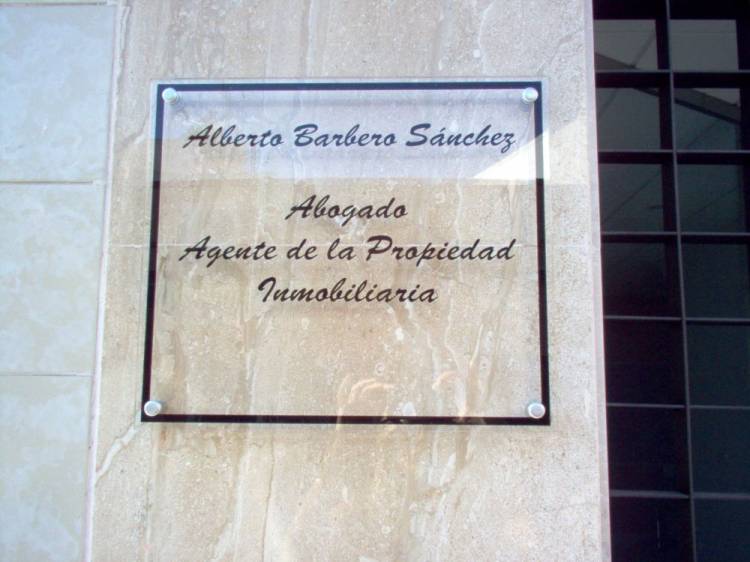 Alberto Barbero Sánchez
Abogado
Agente de la Propiedad
Inmobiliaria